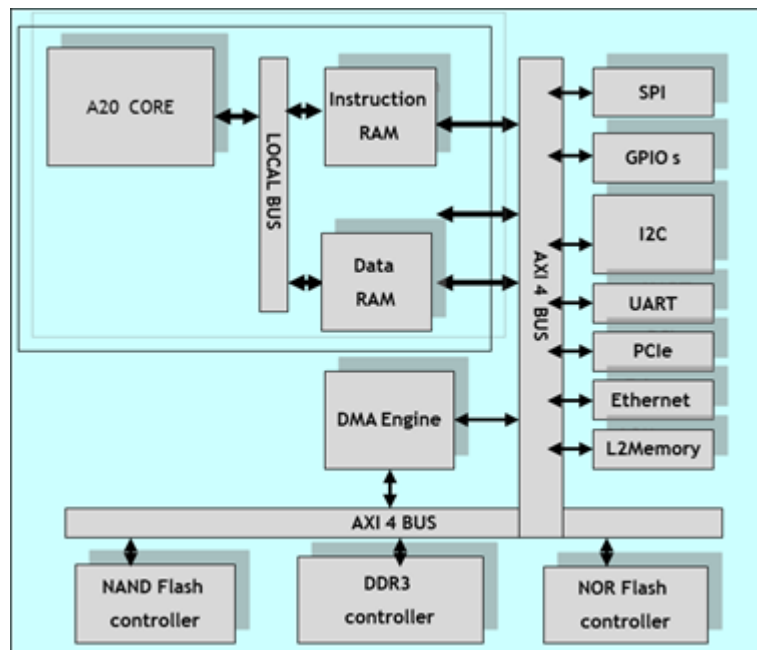 A20 CORE
LOCAL BUS
Instruction
RAM
Data
RAM
AXI 4 BUS
SPI
GPIO s
I2C
UART
PCIe
Ethernet
L2Memory
DMA Engine
AXI 4 BUS
NAND Flash
controller
DDR3
controller
NOR Flash
controller